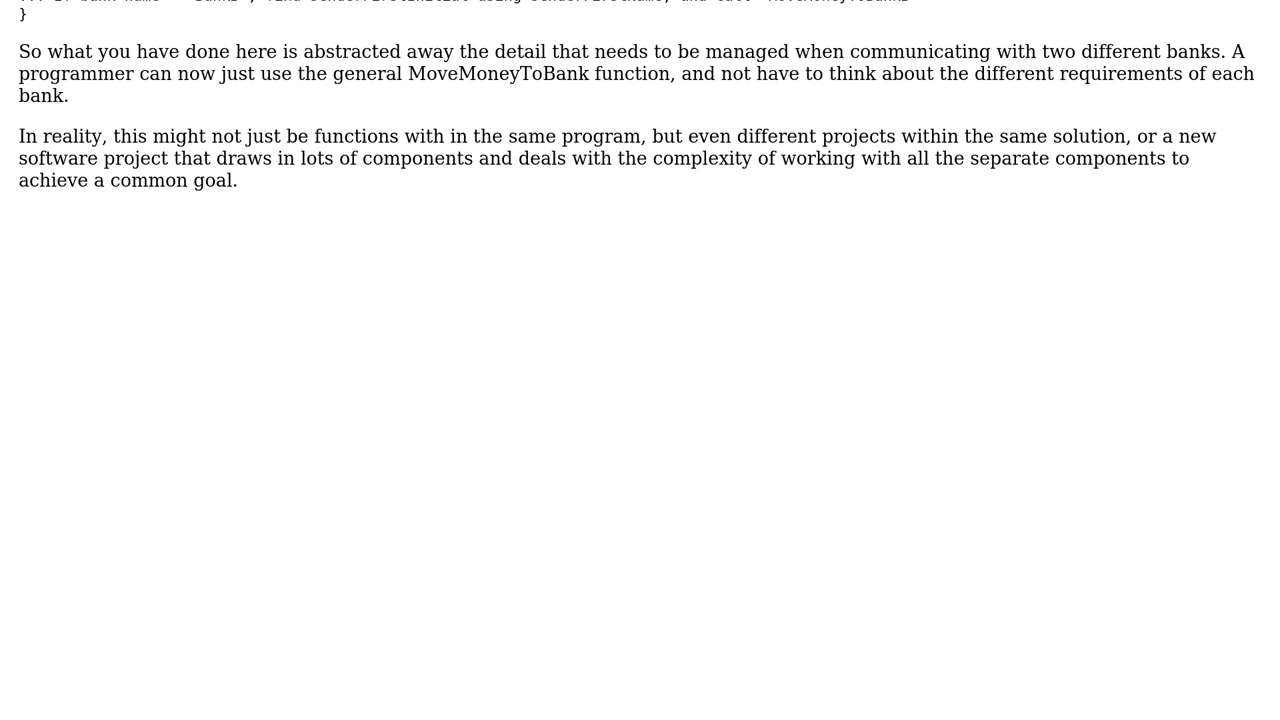 }
So what you have done here is abstracted away the detail that needs to be managed when communicating with two different banks. A
programmer can now just use the general MoveMoneyToBank function, and not have to think about the different requirements of each
bank.
In reality, this might not just be functions with in the same program, but even different projects within the same solution, or a new
software project that draws in lots of components and deals with the complexity of working with all the separate components to
achieve a common goal.